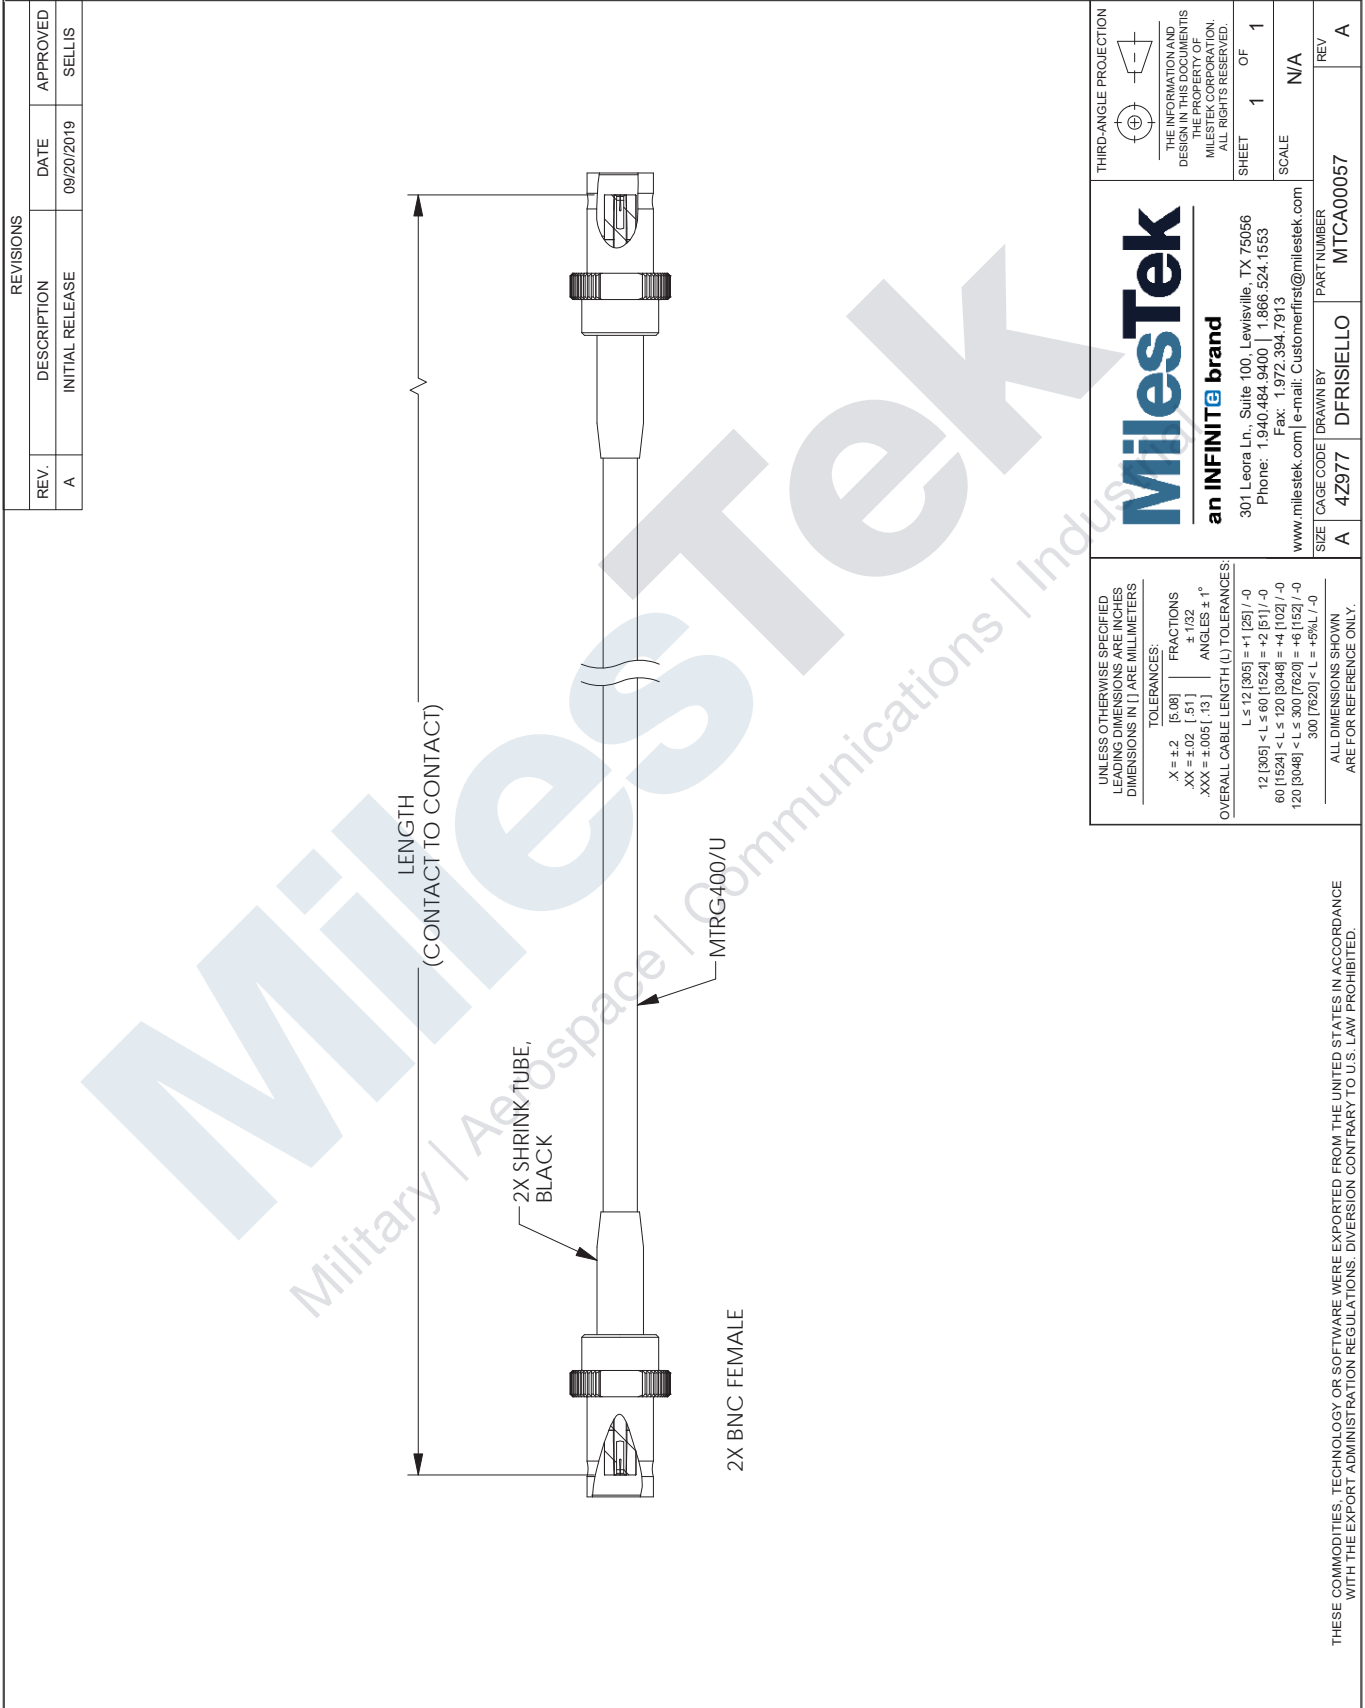 REVISIONS
REV. DESCRIPTION DATE APPROVED
A INITIAL RELEASE 09/20/2019 SELLIS
LENGTH
(CONTACT TO CONTACT)
2X SHRINK TUBE,
BLACK
MTRG400/U
2X BNC FEMALE
MilesTek
Military | Aerospace | Communications | Industrial
UNLESS OTHERWISE SPECIFIED
LEADING DIMENSIONS ARE INCHES
DIMENSIONS IN [ ] ARE MILLIMETERS
TOLERANCES:
.X = ±.2 [5.08] FRACTIONS
.XX = ±.02 [.51] ± 1/32
.XXX = ±.005 [.13] ANGLES ± 1°
OVERALL CABLE LENGTH (L) TOLERANCES:
L ≤ 12 [305] = +1 [25] / -0
12 [305] < L ≤ 60 [1524] = +2 [51] / -0
60 [1524] < L ≤ 120 [3048] = +4 [102] / -0
120 [3048] < L ≤ 300 [7620] = +6 [152] / -0
300 [7620] < L = +5%L / -0
ALL DIMENSIONS SHOWN
ARE FOR REFERENCE ONLY.
MilesTek
an INFINITe brand
301 Leora Ln., Suite 100, Lewisville, TX 75056
Phone: 1.940.484.9400 | 1.866.524.1553
Fax: 1.972.394.7913
www.milestek.com | e-mail: Customerfirst@milestek.com
THIRD-ANGLE PROJECTION
THE INFORMATION AND
DESIGN IN THIS DOCUMENTIS
THE PROPERTY OF
MILESTEK CORPORATION.
ALL RIGHTS RESERVED.
SHEET 1 OF 1
SCALE N/A
SIZE CAGE CODE DRAWN BY PART NUMBER REV
A 4Z977 DFRISIELLO MTCA00057 A
THESE COMMODITIES, TECHNOLOGY OR SOFTWARE WERE EXPORTED FROM THE UNITED STATES IN ACCORDANCE
WITH THE EXPORT ADMINISTRATION REGULATIONS. DIVERSION CONTRARY TO U.S. LAW PROHIBITED.